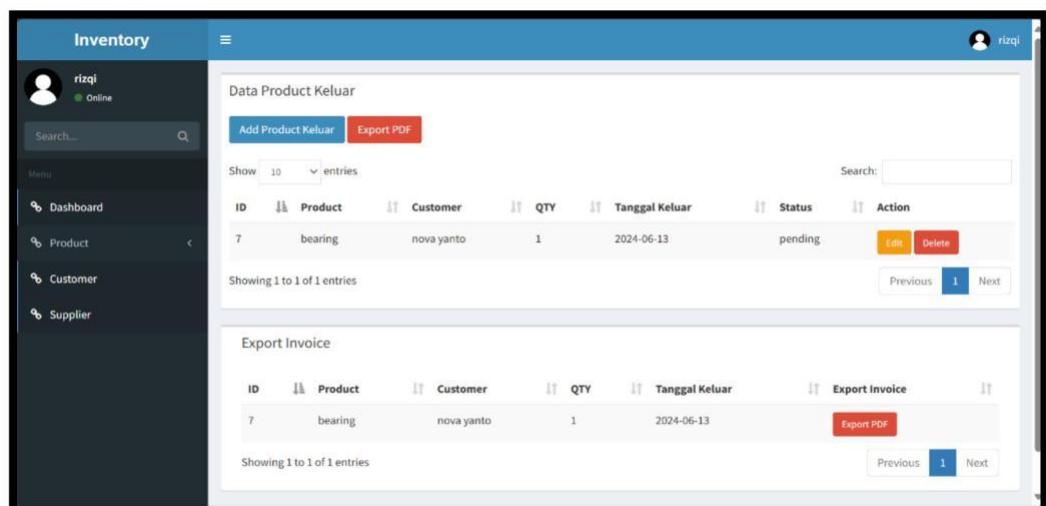 Inventory
rizqi
rizqi
Online
Search...
Menu
Dashboard
Product
Customer
Supplier
Data Product Keluar
Add Product Keluar Export PDF
Show 10 entries Search:
ID Product Customer QTY Tanggal Keluar Status Action
7 bearing nova yanto 1 2024-06-13 pending Edit Delete
Showing 1 to 1 of 1 entries Previous 1 Next
Export Invoice
ID Product Customer QTY Tanggal Keluar Export Invoice
7 bearing nova yanto 1 2024-06-13 Export PDF
Showing 1 to 1 of 1 entries Previous 1 Next